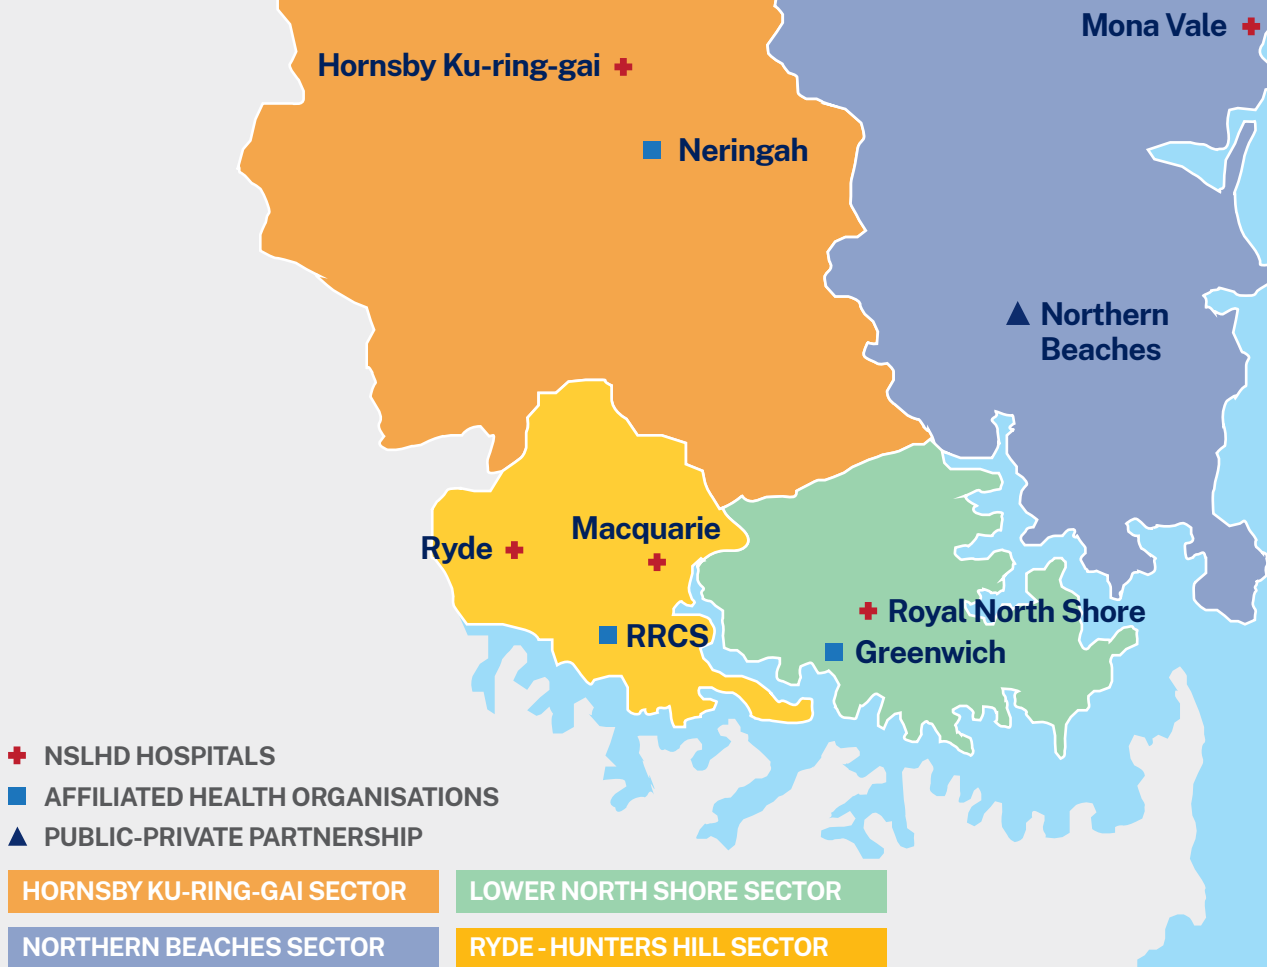 Mona Vale
Hornsby Ku-ring-gai
Neringah
Northern
Beaches
Macquarie
Ryde
Royal North Shore
RRCS
Greenwich
NSLHD HOSPITALS
AFFILIATED HEALTH ORGANISATIONS
PUBLIC-PRIVATE PARTNERSHIP
HORNSBY KU-RING-GAI SECTOR
LOWER NORTH SHORE SECTOR
NORTHERN BEACHES SECTOR
RYDE - HUNTERS HILL SECTOR